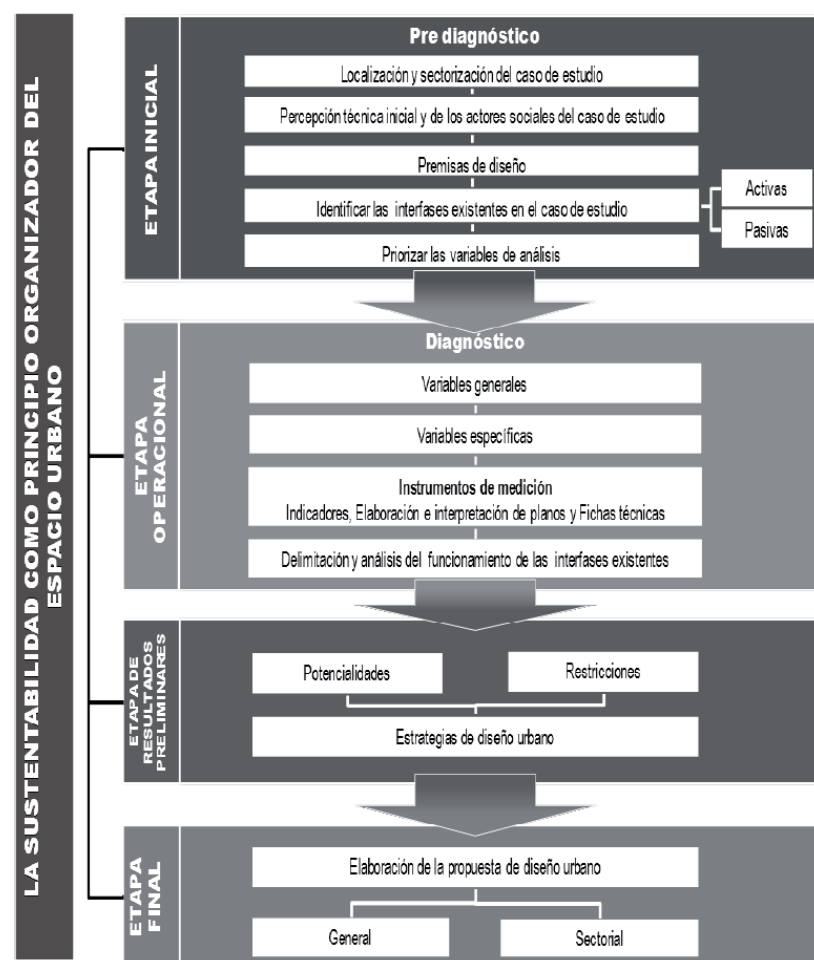 LA SUSTENTABILIDAD COMO PRINCIPIO ORGANIZADOR DEL
ESPACIO URBANO
ETAPA INICIAL
Pre diagnóstico
Localización y sectorización del caso de estudio
Percepción técnica inicial y de los actores sociales del caso de estudio
Premisas de diseño
Identificar las interfases existentes en el caso de estudio
Activas
Pasivas
Priorizar las variables de análisis
ETAPA
OPERACIONAL
Diagnóstico
Variables generales
Variables específicas
Instrumentos de medición
Indicadores, Elaboración e interpretación de planos y Fichas técnicas
Delimitación y análisis del funcionamiento de las interfases existentes
ETAPA DE
RESULTADOS
PRELIMINARES
Potencialidades
Restricciones
Estrategias de diseño urbano
ETAPA
FINAL
Elaboración de la propuesta de diseño urbano
General
Sectorial